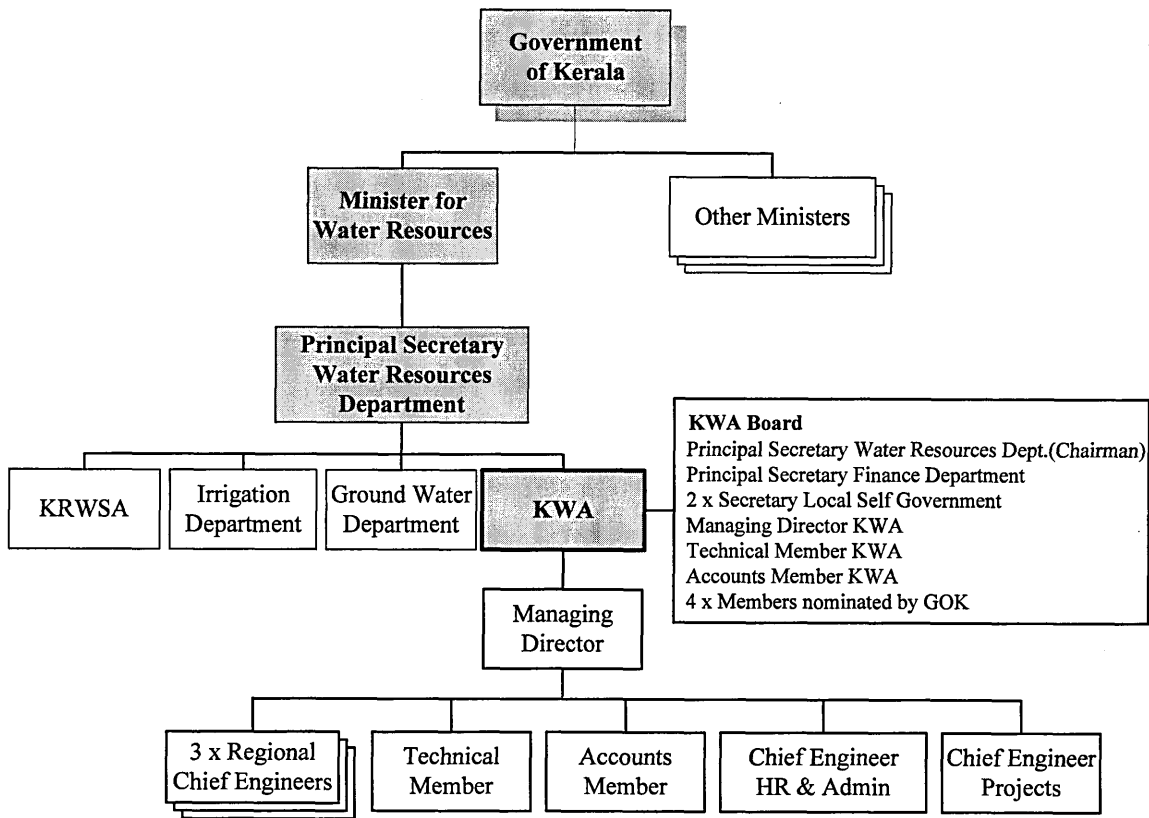 Government
of Kerala
Minister for
Water Resources
Other Ministers
Principal Secretary
Water Resources
Department
KRWSA
Irrigation
Department
Ground Water
Department
KWA
KWA Board
Principal Secretary Water Resources Dept.(Chairman)
Principal Secretary Finance Department
2 x Secretary Local Self Government
Managing Director KWA
Technical Member KWA
Accounts Member KWA
4 x Members nominated by GOK
Managing
Director
3 x Regional
Chief Engineers
Technical
Member
Accounts
Member
Chief Engineer
HR & Admin
Chief Engineer
Projects